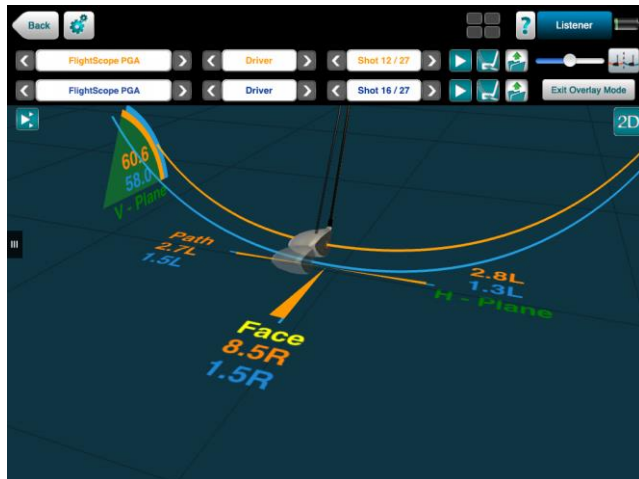 Back
?
Listener
FlightScope PGA
Driver
Shot 12 / 27
FlightScope PGA
Driver
Shot 16 / 27
Exit Overlay Mode
2D
60.6
58.0
V - Plane
Path
2.7L
1.5L
2.8L
1.3L
H - Plane
Face
8.5R
1.5R